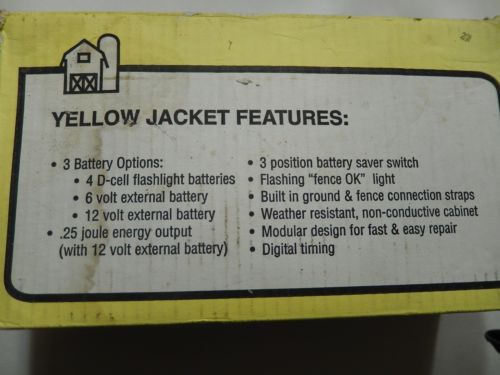 YELLOW JACKET FEATURES:
• 3 Battery Options:
• 4 D-cell flashlight batteries
• 6 volt external battery
• 12 volt external battery
• .25 joule energy output
(with 12 volt external battery)
• 3 position battery saver switch
• Flashing "fence OK" light
• Built in ground & fence connection straps
• Weather resistant, non-conductive cabinet
• Modular design for fast & easy repair
• Digital timing